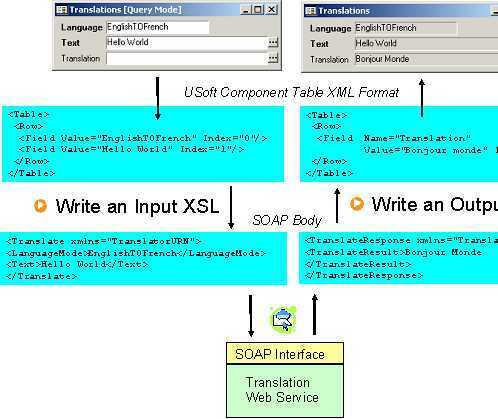 Translations [Query Mode]
Language EnglishTOFrench
Text Hello World
Translation
Translations
Language EnglishTOFrench
Text Hello World
Translation Bonjour Monde
USoft Component Table XML Format
<Table>
<Row>
<Field Value="EnglishTOFrench" Index="0"/>
<Field Value="Hello World" Index="1"/>
</Row>
</Table>
<Table>
<Row>
<Field Name="Translation"
Value="Bonjour monde"
</Row>
</Table>
Write an Input XSL
Write an Outpu
SOAP Body
<Translate xmlns="TranslatorURN">
<LanguageMode>EnglishTOFrench</LanguageMode>
<Text>Hello World</Text>
</Translate>
<TranslateResponse xmlns="Transla
<TranslateResult>Bonjour Monde
</TranslateResult>
</TranslateResponse>
SOAP Interface
Translation
Web Service